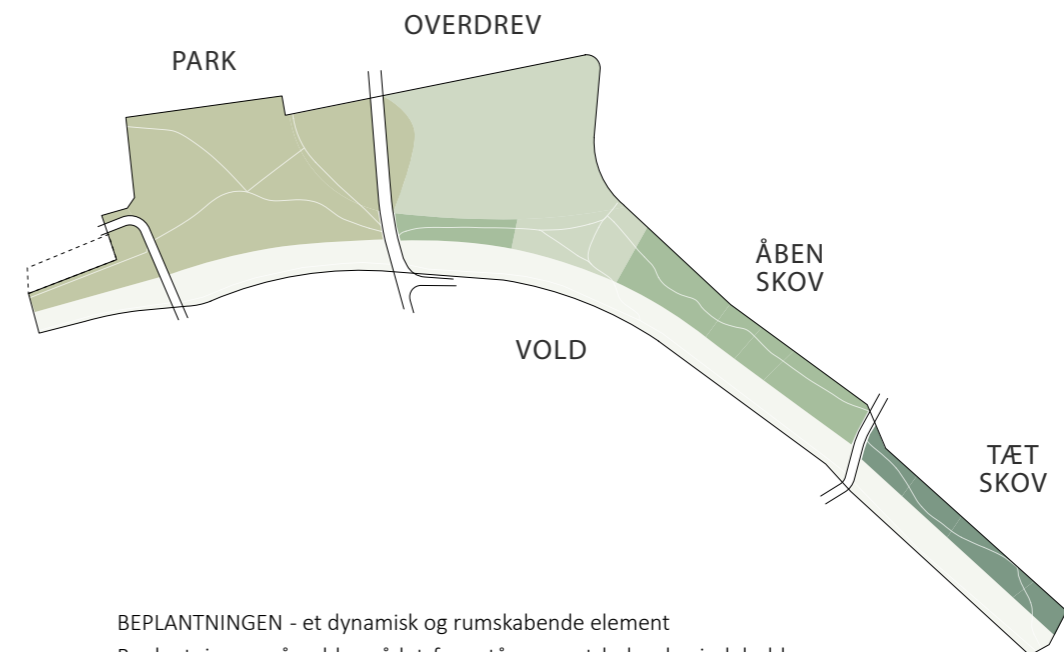 OVERDREV
PARK
ÅBEN
SKOV
VOLD
TÆT
SKOV
BEPLANTNINGEN - et dynamisk og rumskabende element